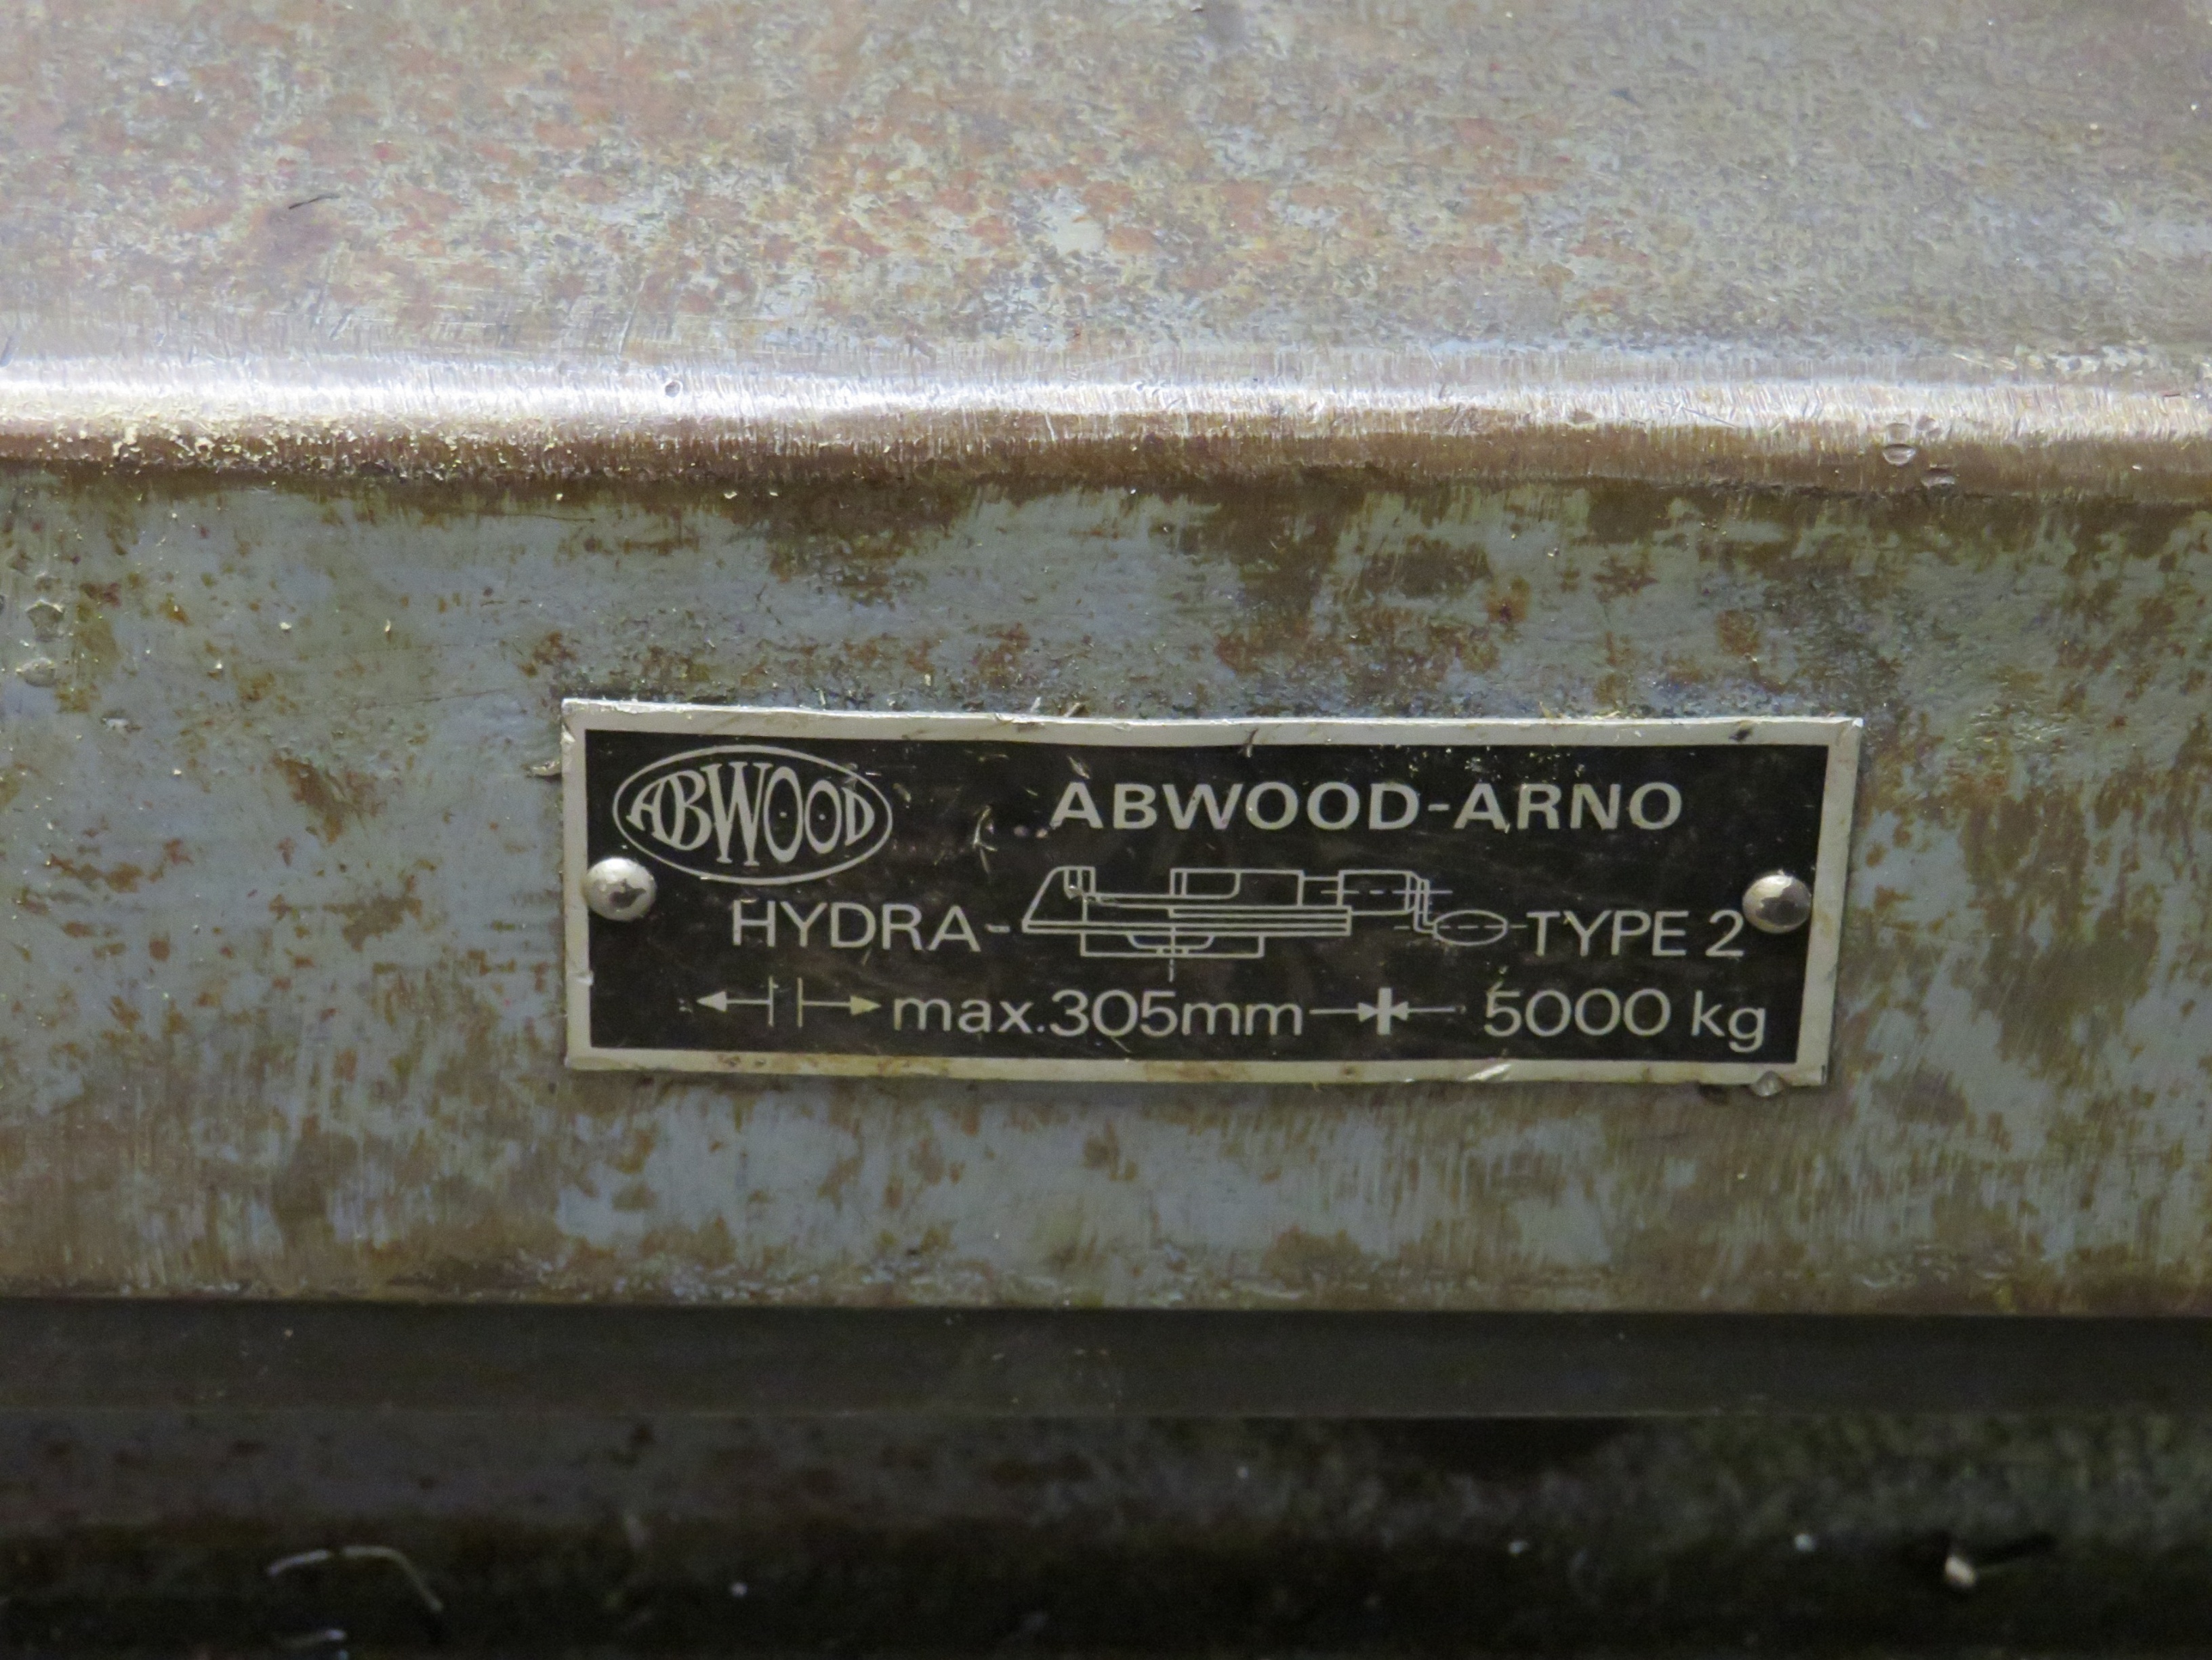 ABWOOD
ABWOOD-ARNO
HYDRA- -TYPE 2
max.305mm 5000 kg